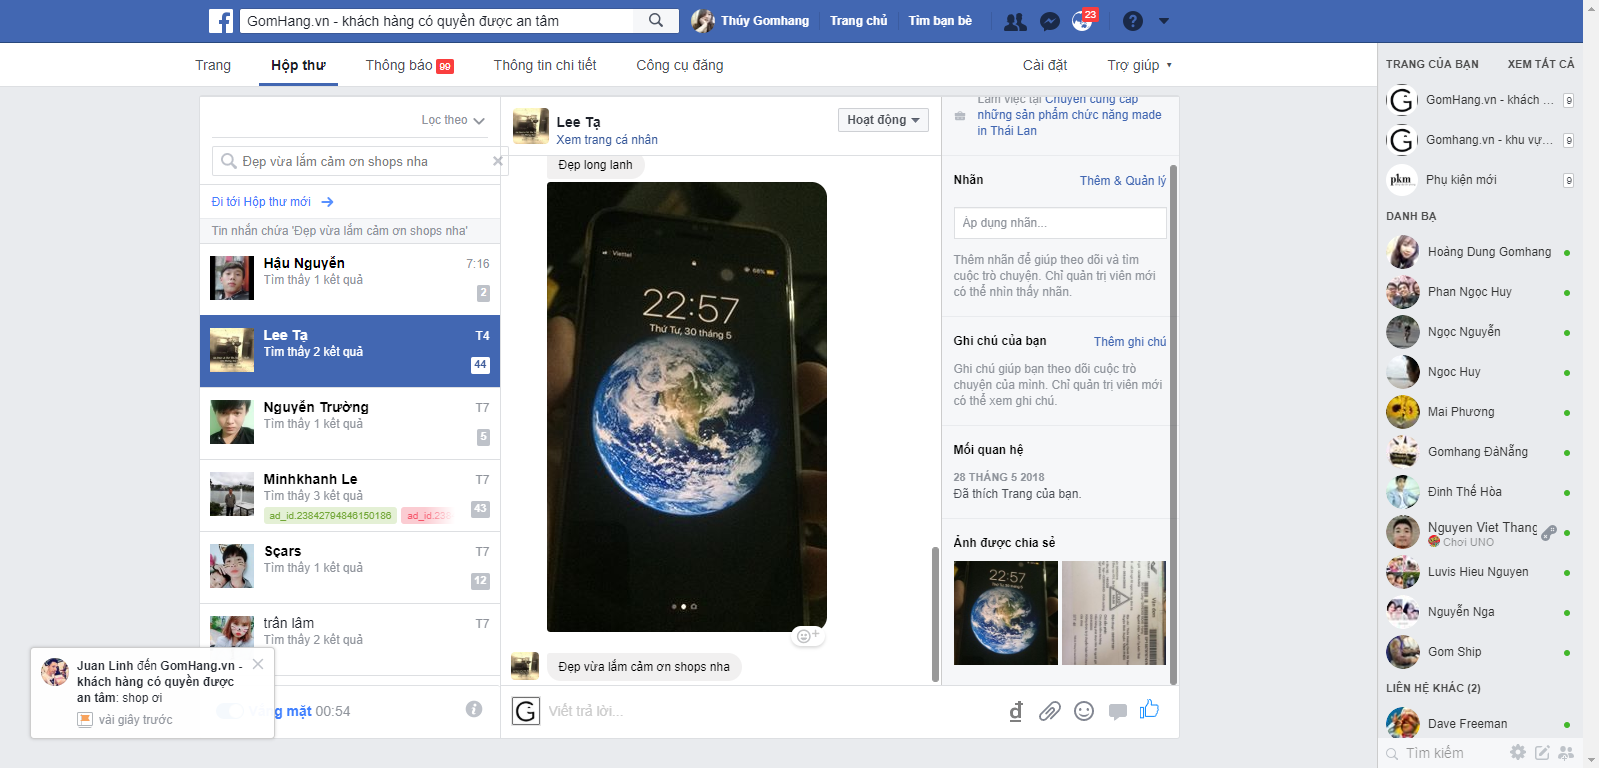 GomHang.vn - khách hàng có quyền được an tâm
Thúy Gomhang
Trang chủ
Tìm bạn bè
23
Trang
Hộp thư
Thông báo 99
Thông tin chi tiết
Công cụ đăng
Cài đặt
Trợ giúp
Lọc theo
Đẹp vừa lắm cảm ơn shops nha
Đi tới Hộp thư mới
Tin nhắn chứa 'Đẹp vừa lắm cảm ơn shops nha'
Hậu Nguyễn
7:16
Tìm thấy 1 kết quả
2
Lee Tạ
T4
Tìm thấy 2 kết quả
44
Nguyễn Trường
T7
Tìm thấy 1 kết quả
5
Minhkhanh Le
T7
Tìm thấy 3 kết quả
43
ad_id.23842794846150186
ad_id.238
Sçars
T7
Tìm thấy 1 kết quả
12
trần lâm
T7
Tìm thấy 2 kết quả
Juan Linh đến GomHang.vn -
khách hàng có quyền được
an tâm: shop ơi
vài giây trước
mặt 00:54
Lee Tạ
Xem trang cá nhân
Hoạt động
Đẹp long lanh
Viettel
68%
22:57
Thứ Tư, 30 tháng 5
Đẹp vừa lắm cảm ơn shops nha
G
Viết trả lời...
Làm việc tại Chuyên cung cấp
những sản phẩm chức năng made
in Thái Lan
Nhãn
Thêm & Quản lý
Áp dụng nhãn...
Thêm nhãn để giúp theo dõi và tìm
cuộc trò chuyện. Chỉ quản trị viên mới
có thể nhìn thấy nhãn.
Ghi chú của bạn
Thêm ghi chú
Ghi chú giúp bạn theo dõi cuộc trò
chuyện của mình. Chỉ quản trị viên mới
có thể xem ghi chú.
Mối quan hệ
28 THÁNG 5 2018
Đã thích Trang của bạn.
Ảnh được chia sẻ
22:57
TRANG CỦA BẠN
XEM TẤT CẢ
GomHang.vn - khách ...
9
Gomhang.vn - khu vự...
9
pkm
Phụ kiện mới
9
DANH BẠ
Hoàng Dung Gomhang
Phan Ngọc Huy
Ngọc Nguyễn
Ngoc Huy
Mai Phương
Gomhang ĐàNẵng
Đinh Thế Hòa
Nguyen Viet Thang
Chơi UNO
Luvis Hieu Nguyen
Nguyễn Nga
Gom Ship
LIÊN HỆ KHÁC (2)
Dave Freeman
Tìm kiếm